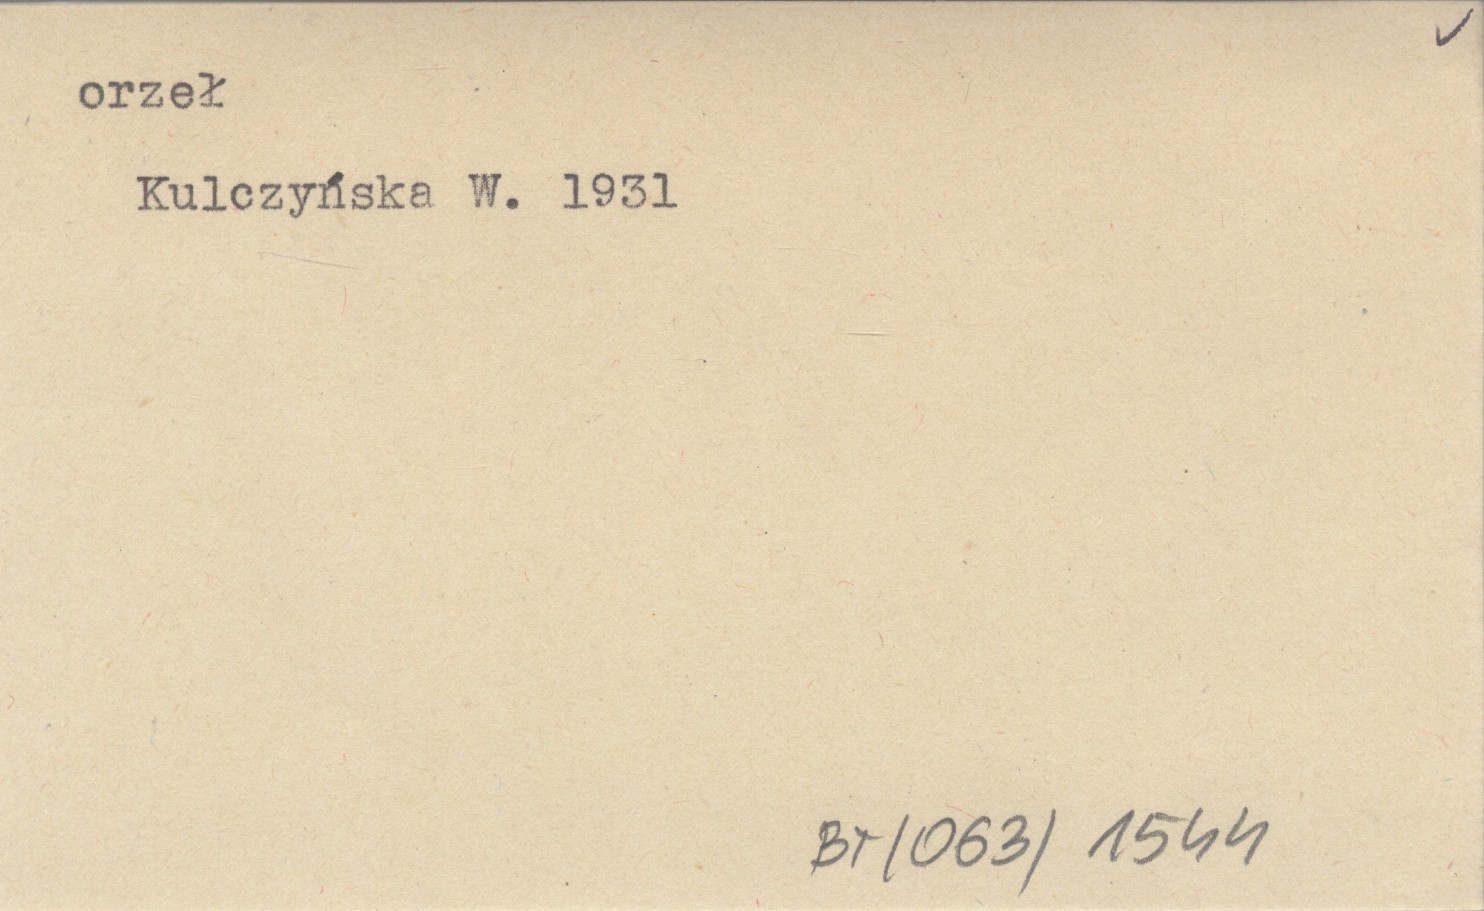 orzeł
Kulczyńska W. 1931
Br/063/ 1544